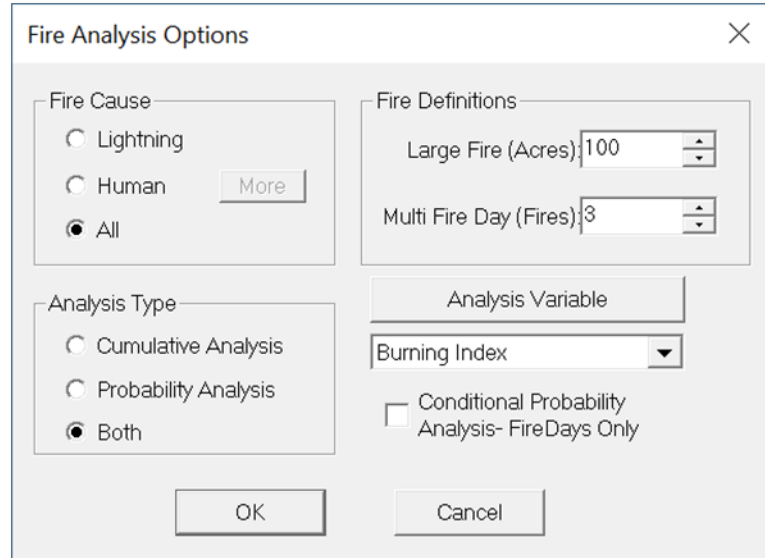 Fire Analysis Options
Fire Cause
Lightning
Human More
All
Fire Definitions
Large Fire (Acres): 100
Multi Fire Day (Fires): 3
Analysis Type
Cumulative Analysis
Probability Analysis
Both
Analysis Variable
Burning Index
Conditional Probability
Analysis- FireDays Only
OK Cancel